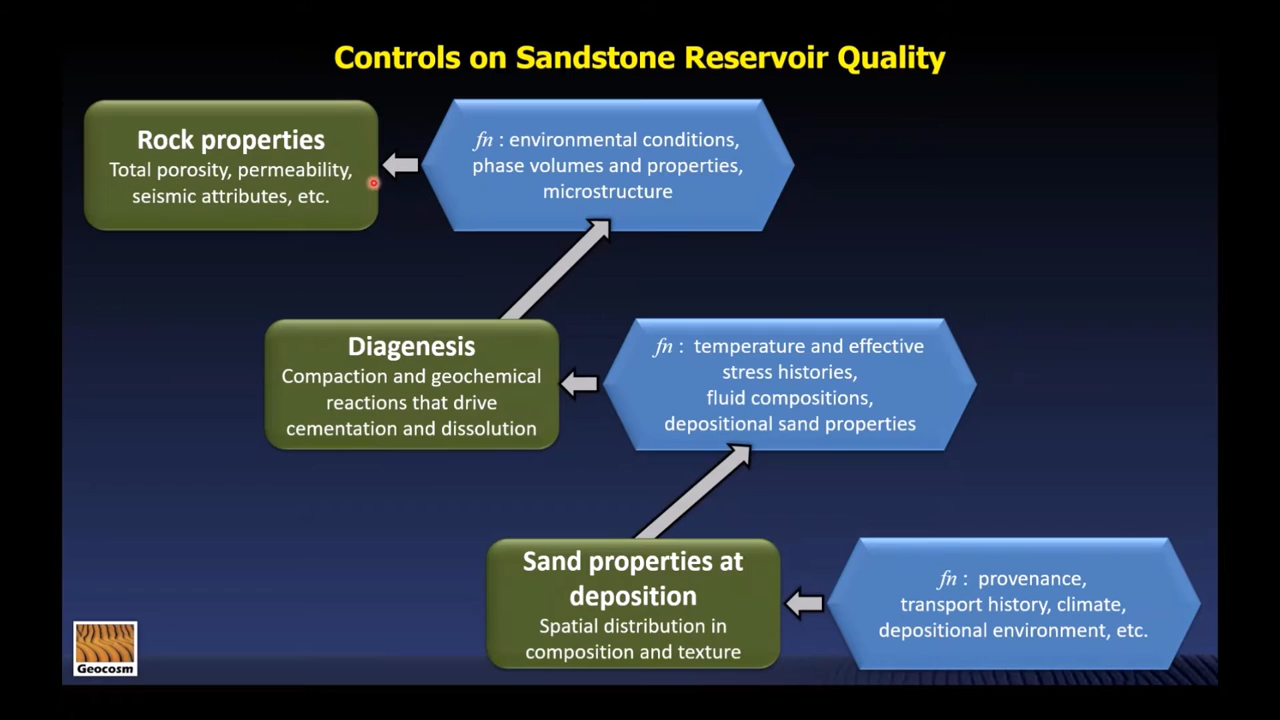 Controls on Sandstone Reservoir Quality
Rock properties
Total porosity, permeability,
seismic attributes, etc.
fn : environmental conditions,
phase volumes and properties,
microstructure
Diagenesis
Compaction and geochemical
reactions that drive
cementation and dissolution
fn : temperature and effective
stress histories,
fluid compositions,
depositional sand properties
Sand properties at
deposition
Spatial distribution in
composition and texture
fn : provenance,
transport history, climate,
depositional environment, etc.
Geocosm